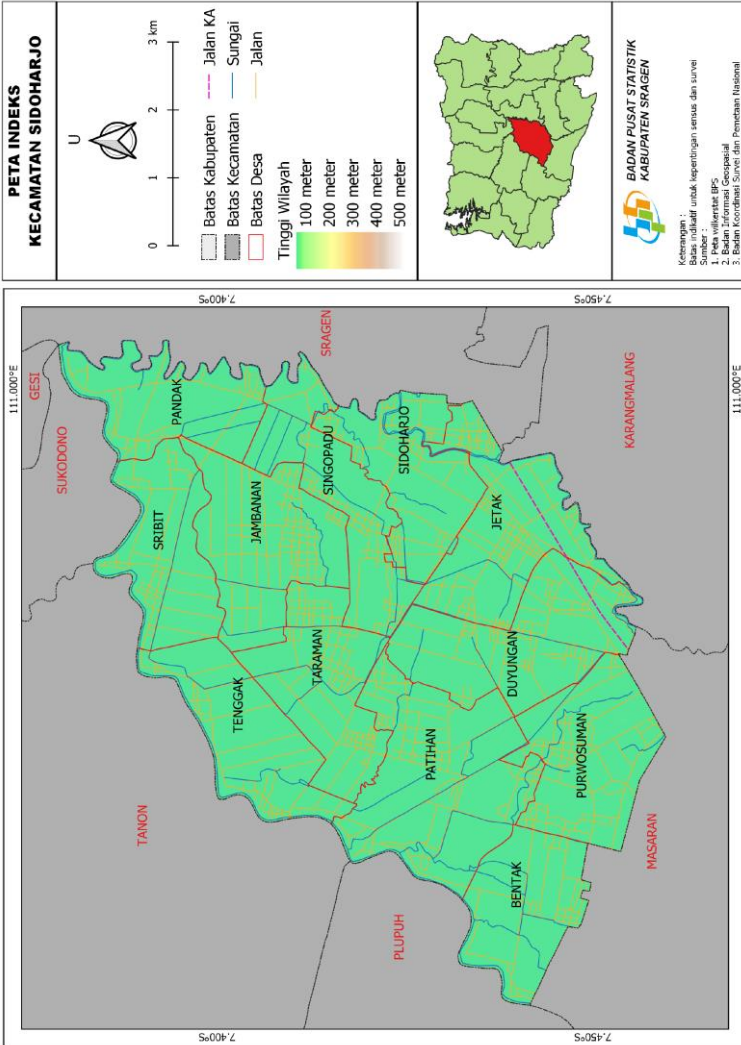 PETA INDEKS
KECAMATAN SIDOHARJO
U
0 1 2 3 km
Batas Kabupaten
Batas Kecamatan
Batas Desa
Jalan KA
Sungai
Jalan
Tinggi Wilayah
100 meter
200 meter
300 meter
400 meter
500 meter
BADAN PUSAT STATISTIK
KABUPATEN SRAGEN
Keterangan :
Batas indikatif untuk kepentingan sensus dan survei
Sumber :
1. Peta wilkerstat BPS
2. Badan Informasi Geospasial
3. Badan Koordinasi Survei dan Pemetaan Nasional
111.000°E
111.000°E
7.400°S
7.400°S
7.450°S
7.450°S
GESI
SUKODONO
TANON
SRAGEN
PLUPUH
KARANGMALANG
MASARAN
PANDAK
SRIBIT
JAMBANAN
SINGOPADU
SIDOHARJO
TENGGAK
TARAMAN
JETAK
PATIHAN
DUYUNGAN
BENTAK
PURWOSUMAN